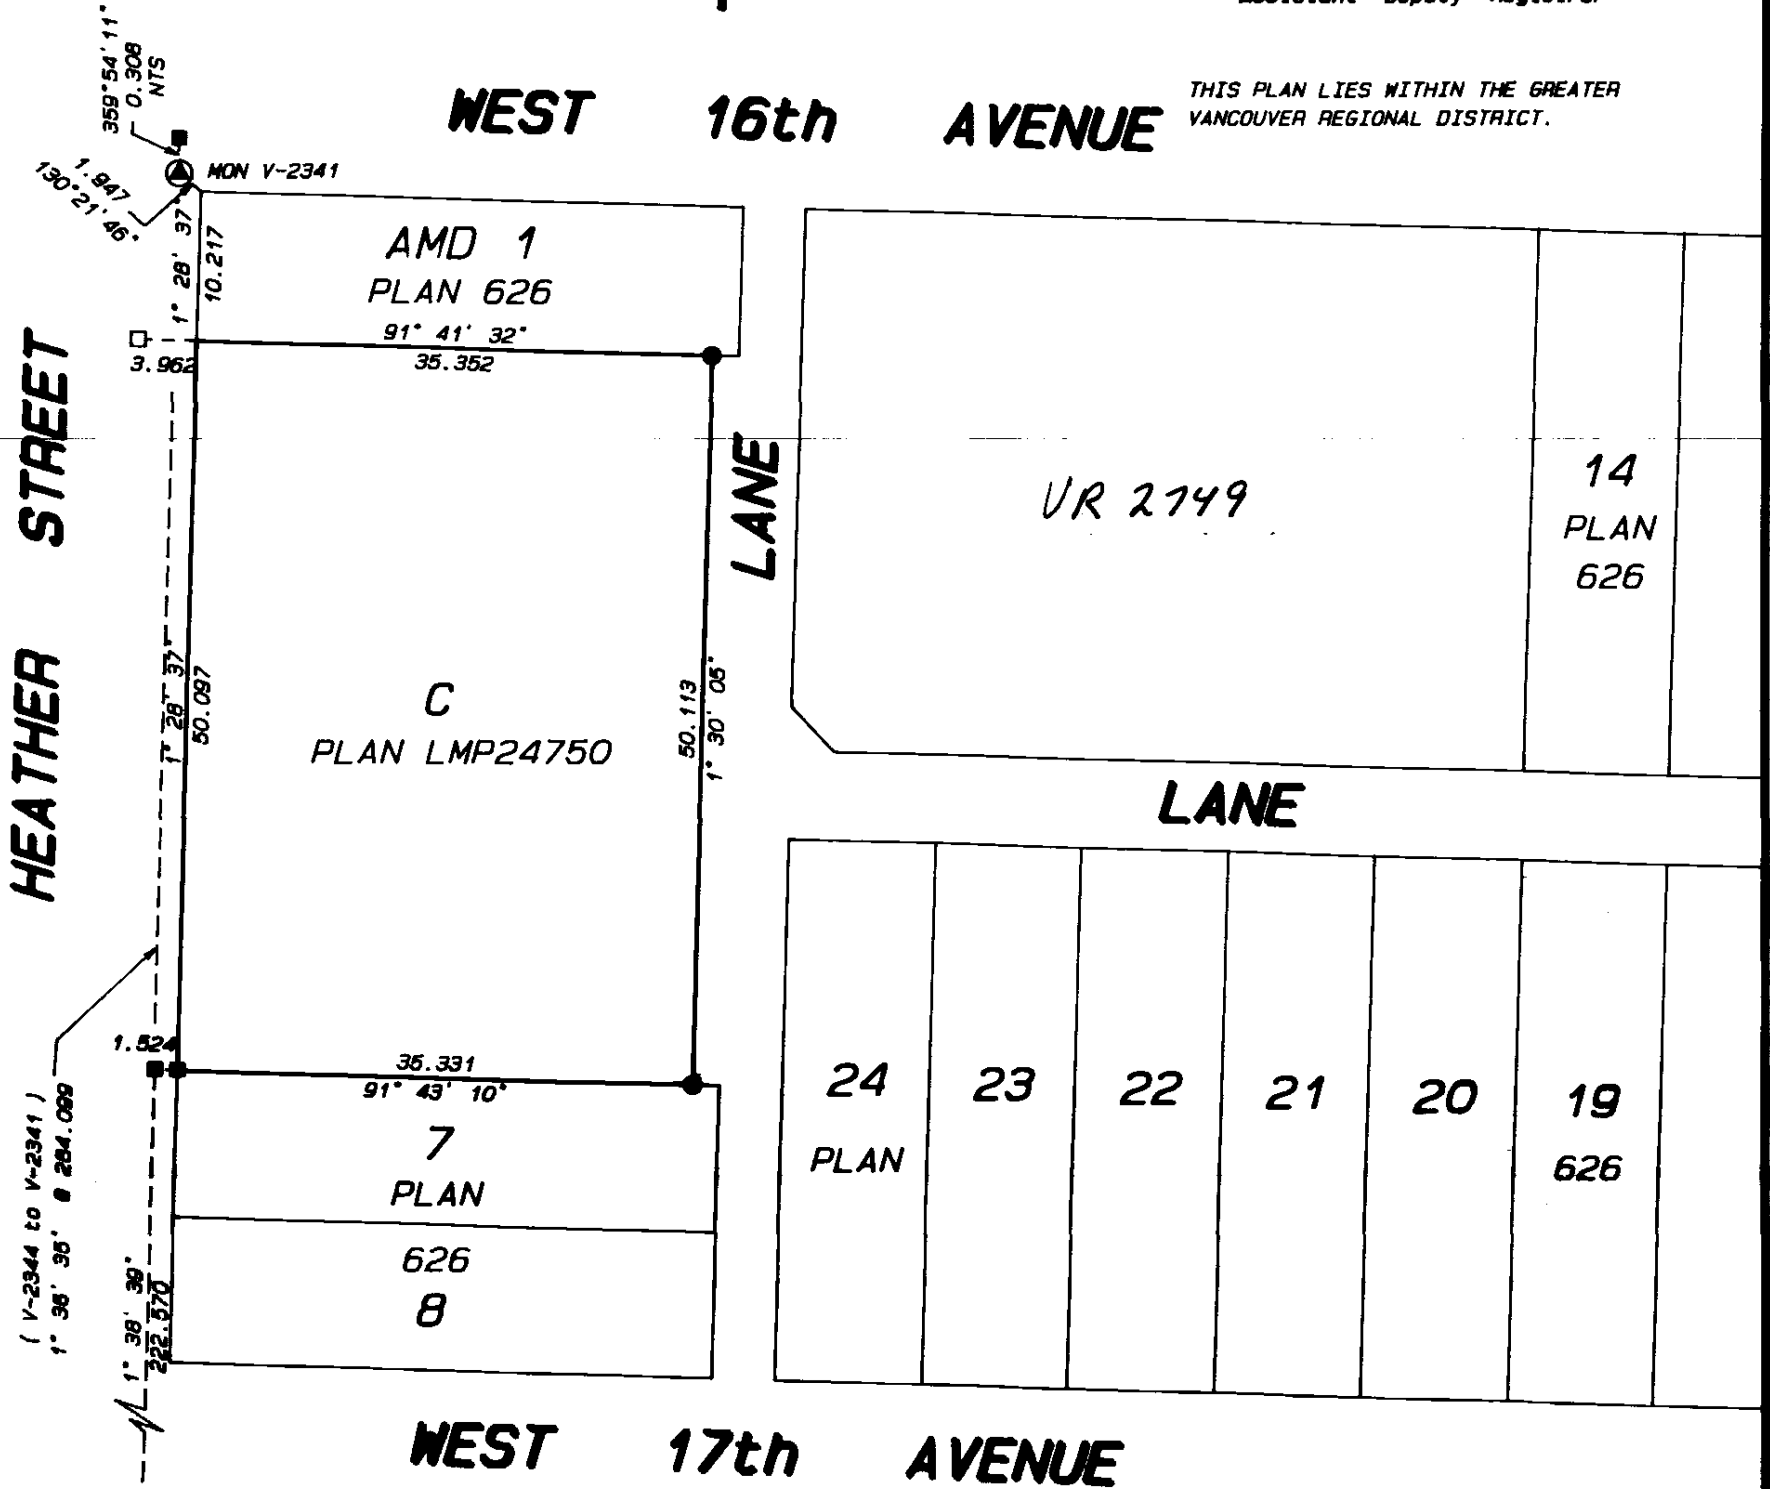 359°54'11"
0.308
NTS
WEST 16th AVENUE
THIS PLAN LIES WITHIN THE GREATER
VANCOUVER REGIONAL DISTRICT.
MON V-2341
1.947
130°21'46"
1° 28' 37"
10.217
AMD 1
PLAN 626
91° 41' 32"
35.352
3.962
HEATHER STREET
LANE
VR 2749
14
PLAN
626
1° 28' 37"
50.097
C
PLAN LMP24750
50.113
1° 30' 05"
LANE
1.524
35.331
91° 43' 10"
( V-2344 to V-2341 )
1° 36' 36" @ 284.099
7
PLAN
626
8
1° 38' 39"
222.570
24
PLAN
23
22
21
20
19
626
WEST 17th AVENUE